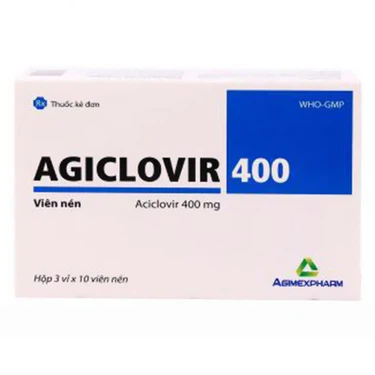 Rx Thuốc kê đơn
WHO-GMP
AGICLOVIR 400
Viên nén
Aciclovir 400 mg
Hộp 3 vỉ x 10 viên nén
AGIMEXPHARM